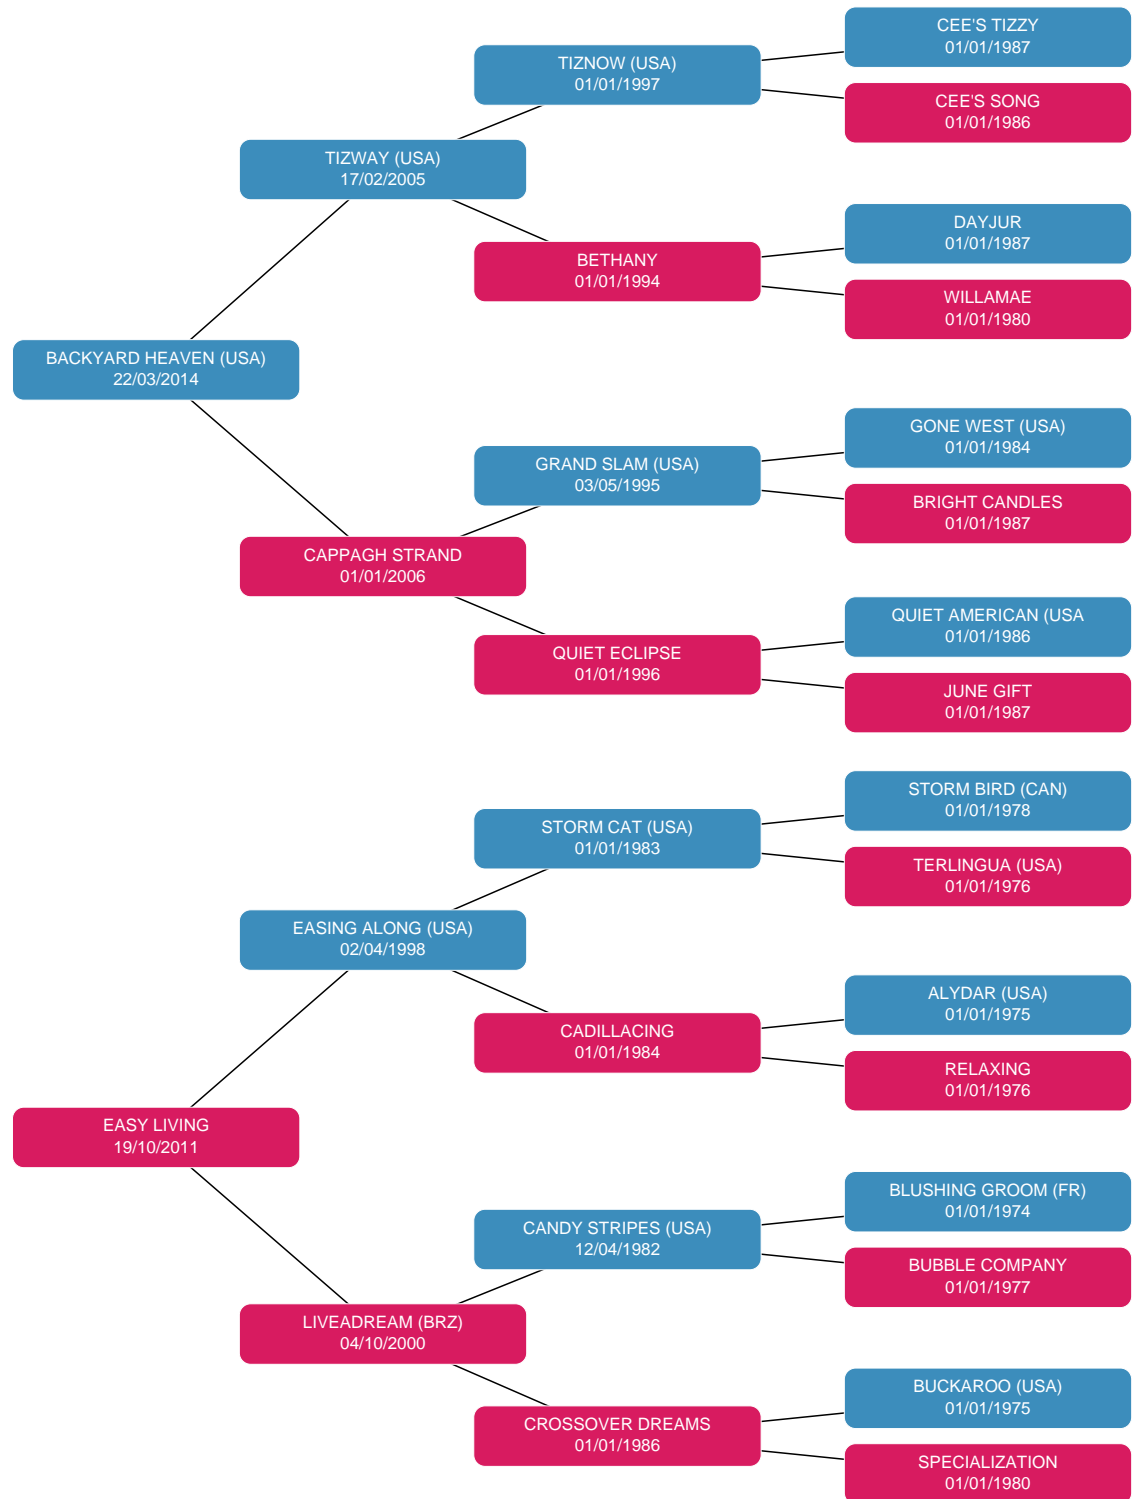 CEE'S TIZZY
01/01/1987
TIZNOW (USA)
01/01/1997
CEE'S SONG
01/01/1986
TIZWAY (USA)
17/02/2005
DAYJUR
01/01/1987
BETHANY
01/01/1994
WILLAMAE
01/01/1980
BACKYARD HEAVEN (USA)
22/03/2014
GONE WEST (USA)
01/01/1984
GRAND SLAM (USA)
03/05/1995
BRIGHT CANDLES
01/01/1987
CAPPAGH STRAND
01/01/2006
QUIET AMERICAN (USA
01/01/1986
QUIET ECLIPSE
01/01/1996
JUNE GIFT
01/01/1987
STORM BIRD (CAN)
01/01/1978
STORM CAT (USA)
01/01/1983
TERLINGUA (USA)
01/01/1976
EASING ALONG (USA)
02/04/1998
ALYDAR (USA)
01/01/1975
CADILLACING
01/01/1984
RELAXING
01/01/1976
EASY LIVING
19/10/2011
BLUSHING GROOM (FR)
01/01/1974
CANDY STRIPES (USA)
12/04/1982
BUBBLE COMPANY
01/01/1977
LIVEADREAM (BRZ)
04/10/2000
BUCKAROO (USA)
01/01/1975
CROSSOVER DREAMS
01/01/1986
SPECIALIZATION
01/01/1980